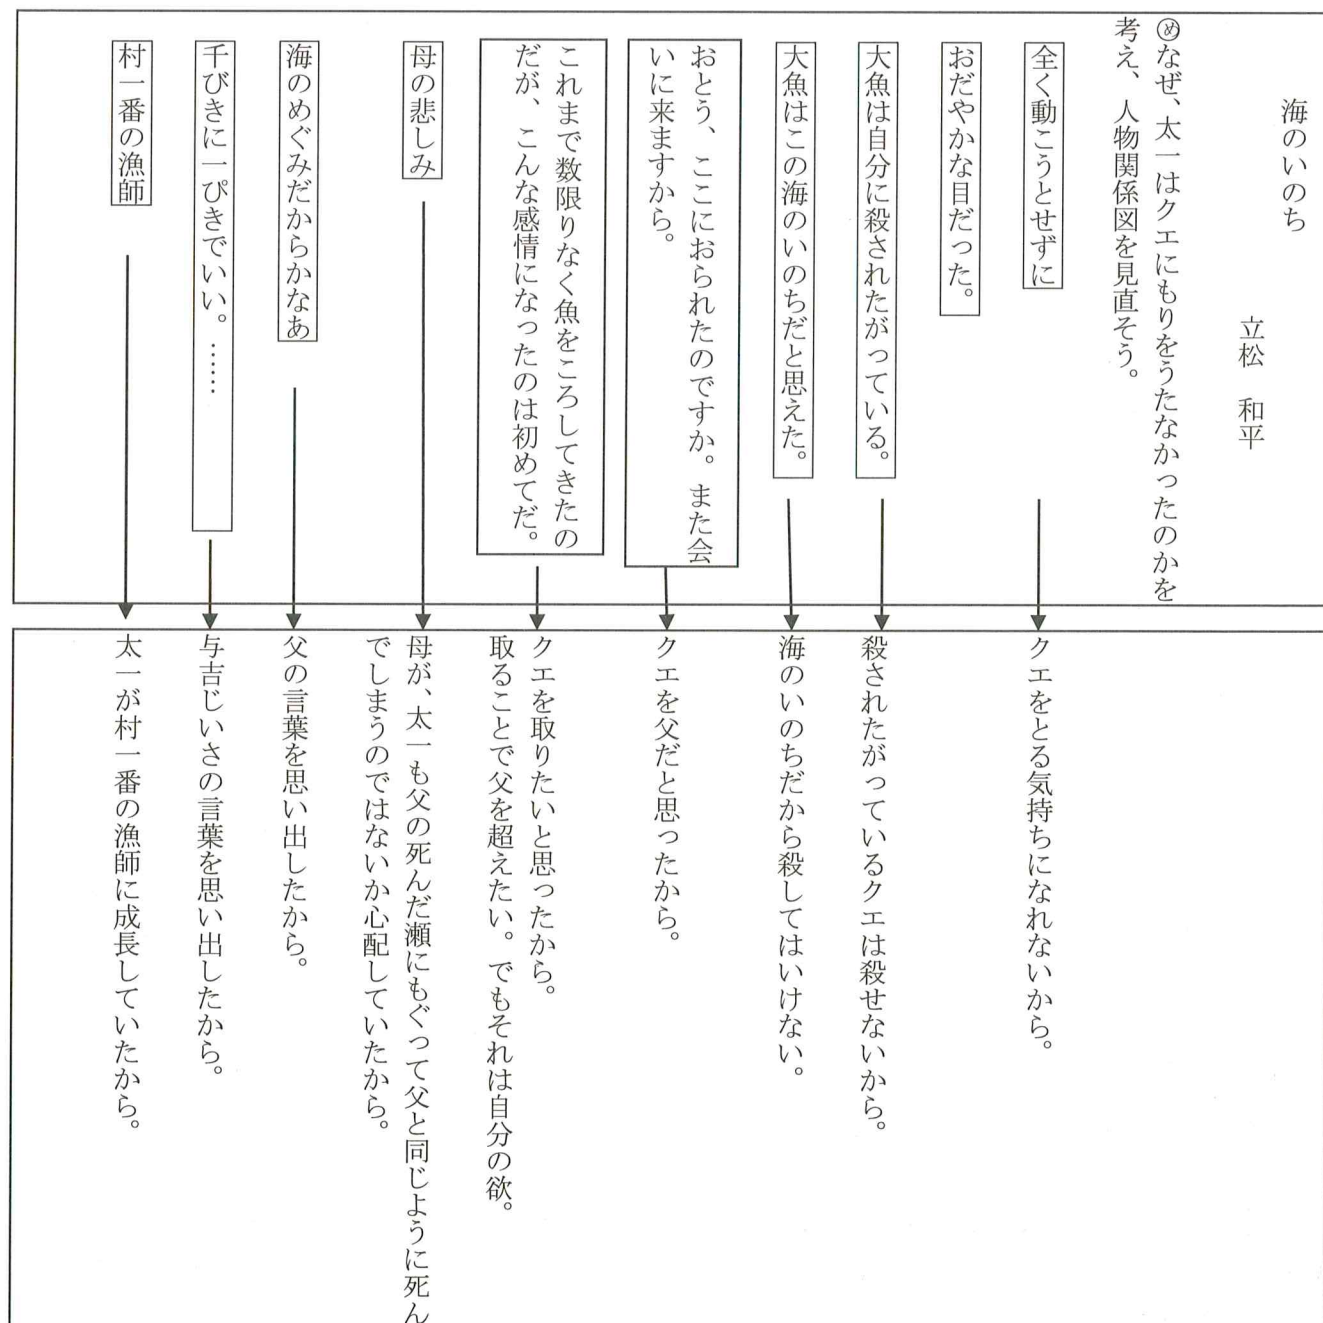 海のいのち
立松　和平
㋱なぜ、太一はクエにもりをうたなかったのかを
考え、人物関係図を見直そう。
全く動こうとせずに
おだやかな目だった。
大魚は自分に殺されたがっている。
大魚はこの海のいのちだと思えた。
おとう、ここにおられたのですか。また会
いに来ますから。
これまで数限りなく魚をころしてきたの
だが、こんな感情になったのは初めてだ。
母の悲しみ
海のめぐみだからかなあ
千びきに一ぴきでいい。……
村一番の漁師
クエをとる気持ちになれないから。
殺されたがっているクエは殺せないから。
海のいのちだから殺してはいけない。
クエを父だと思ったから。
クエを取りたいと思ったから。
取ることで父を超えたい。でもそれは自分の欲。
母が、太一も父の死んだ瀬にもぐって父と同じように死ん
でしまうのではないか心配していたから。
父の言葉を思い出したから。
与吉じいさの言葉を思い出したから。
太一が村一番の漁師に成長していたから。